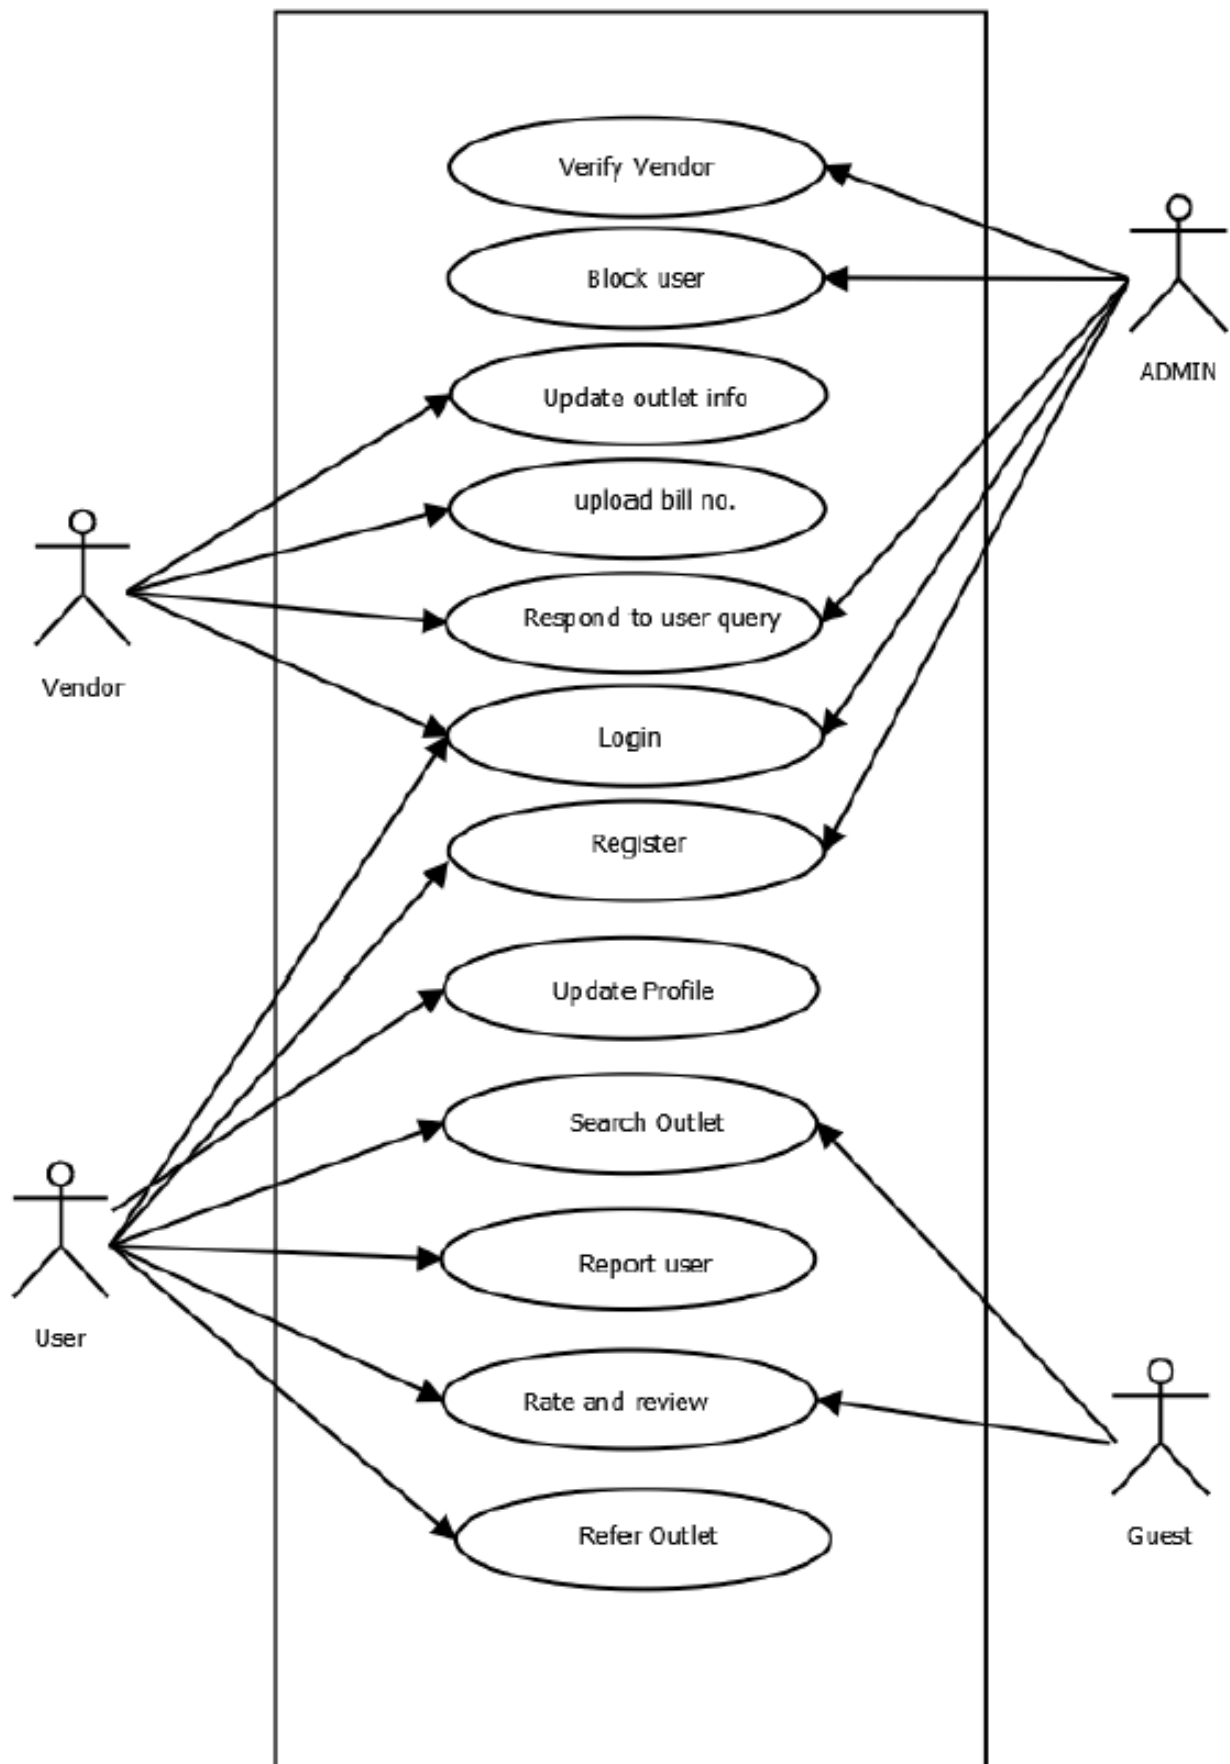 Verify Vendor
Block user
ADMIN
Update outlet info
upload bill no.
Respond to user query
Vendor
Login
Register
Update Profile
Search Outlet
Report user
User
Rate and review
Refer Outlet
Guest